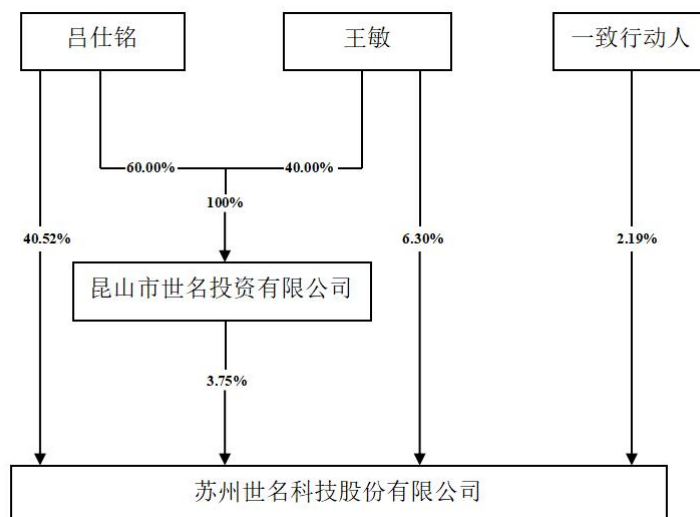 吕仕铭
王敏
一致行动人
60.00%
40.00%
100%
40.52%
6.30%
2.19%
昆山市世名投资有限公司
3.75%
苏州世名科技股份有限公司